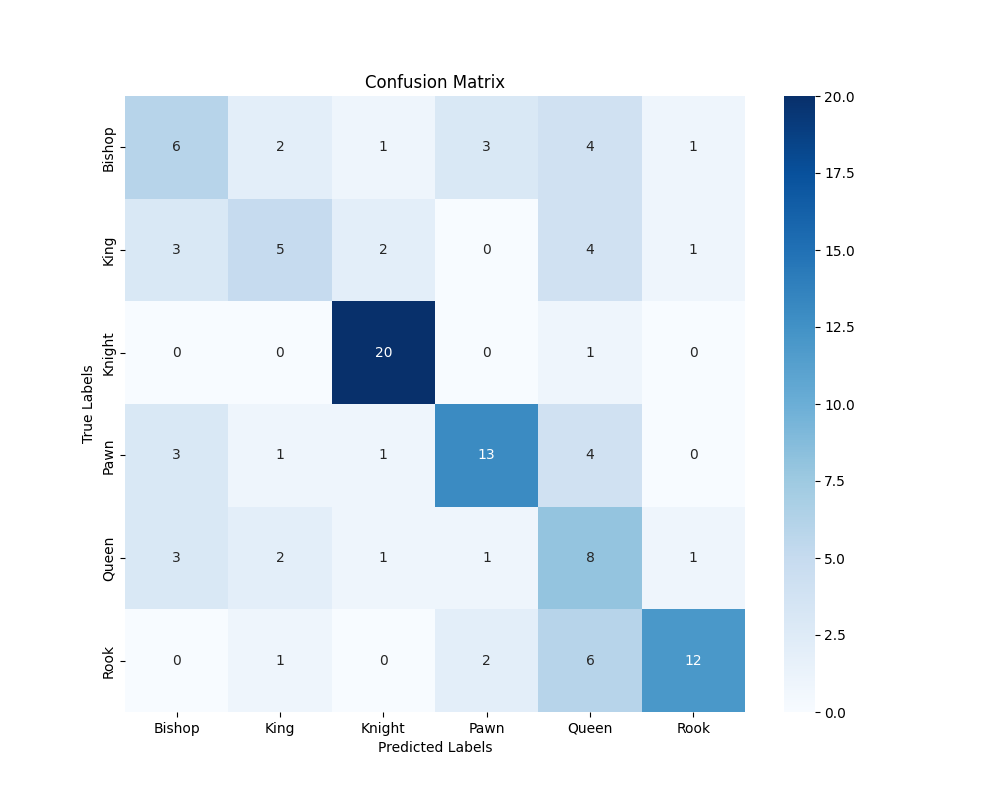 Confusion Matrix
True Labels
Bishop 6 2 1 3 4 1
King 3 5 2 0 4 1
Knight 0 0 20 0 1 0
Pawn 3 1 1 13 4 0
Queen 3 2 1 1 8 1
Rook 0 1 0 2 6 12
Bishop King Knight Pawn Queen Rook
Predicted Labels
20.0
17.5
15.0
12.5
10.0
7.5
5.0
2.5
0.0